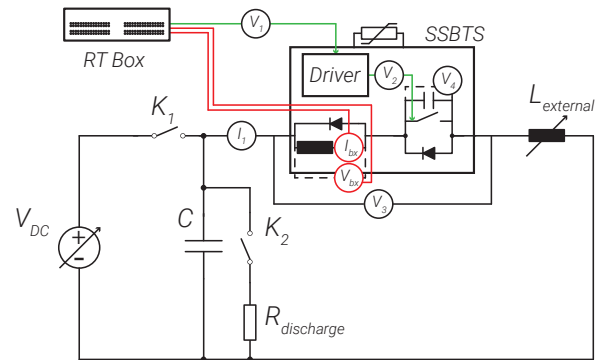 V1
SSBTS
RT Box
Driver
V2
V4
K1
Lexternal
I1
Ibx
Vbx
V3
VDC
C
K2
Rdischarge